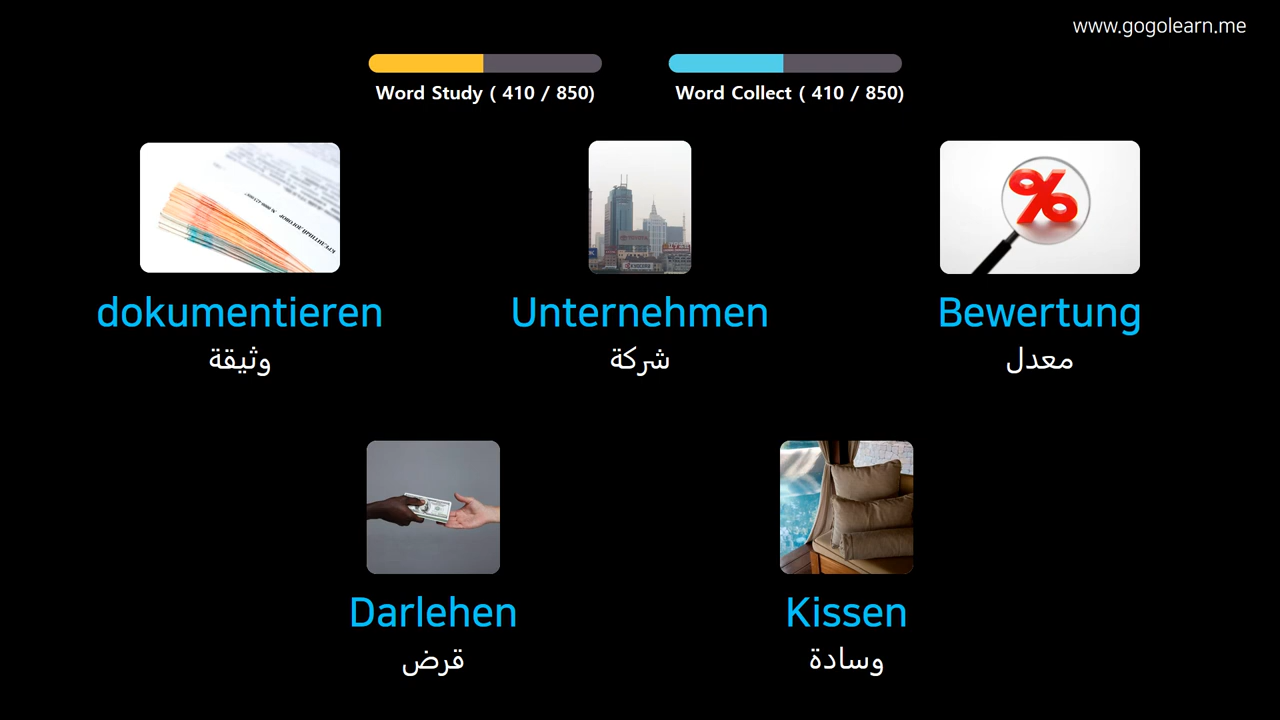 www.gogolearn.me
Word Study ( 410 / 850)
Word Collect ( 410 / 850)
dokumentieren
وثيقة
Unternehmen
شركة
Bewertung
معدل
Darlehen
قرض
Kissen
وسادة